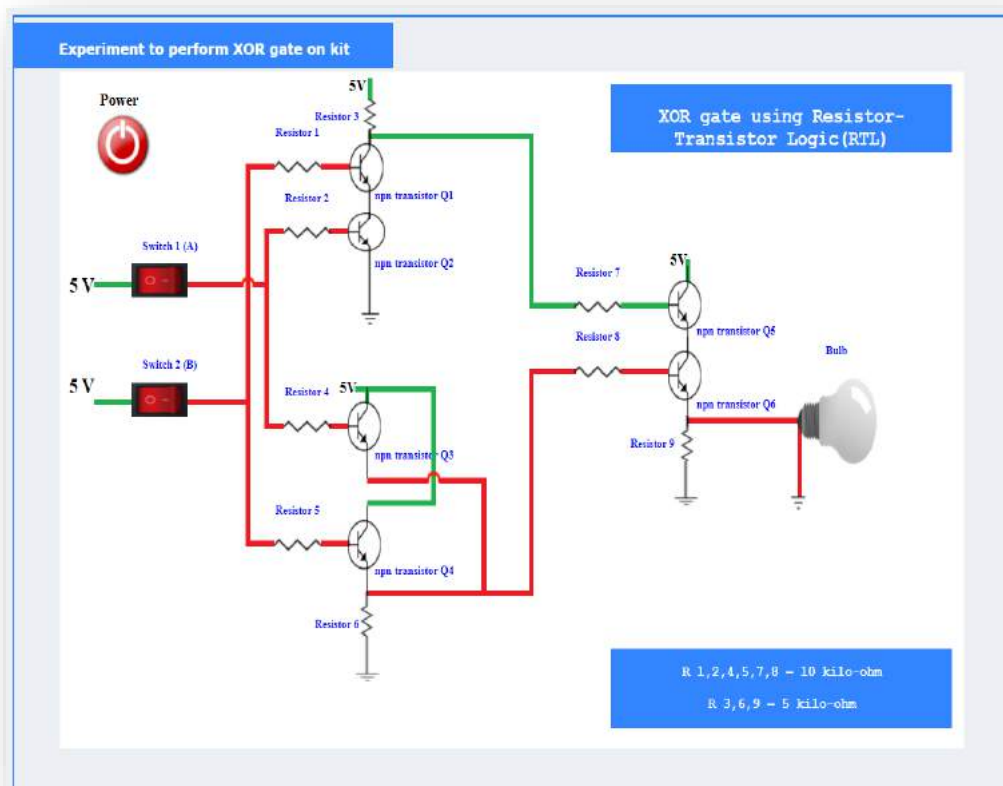 Experiment to perform XOR gate on kit
Power
5V
Resistor 3
Resistor 1
XOR gate using Resistor-
Transistor Logic(RTL)
npn transistor Q1
Resistor 2
Switch 1 (A)
npn transistor Q2
5 V
Resistor 7
5V
npn transistor Q5
Resistor 8
Bulb
Switch 2 (B)
5 V
Resistor 4
5V
npn transistor Q6
Resistor 9
npn transistor Q3
Resistor 5
npn transistor Q4
Resistor 6
R 1,2,4,5,7,8 – 10 kilo-ohm
R 3,6,9 – 5 kilo-ohm